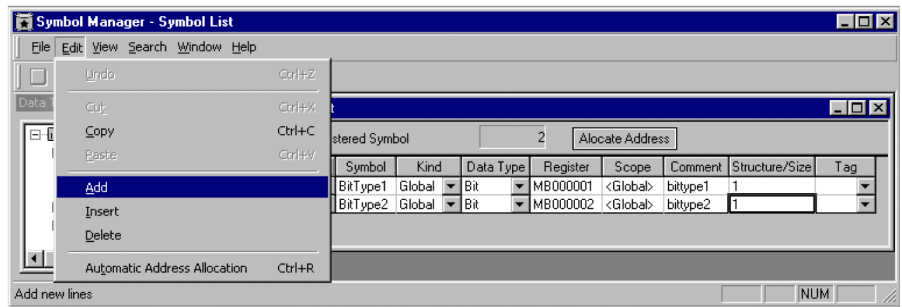 Symbol Manager - Symbol List
File Edit View Search Window Help
Undo Ctrl+Z
Cut Ctrl+X
Copy Ctrl+C
Paste Ctrl+V
Add
Insert
Delete
Automatic Address Allocation Ctrl+R
Data
stered Symbol 2 Alocate Address
Symbol Kind Data Type Register Scope Comment Structure/Size Tag
BitType1 Global Bit MB000001 <Global> bittype1 1
BitType2 Global Bit MB000002 <Global> bittype2 1
Add new lines NUM